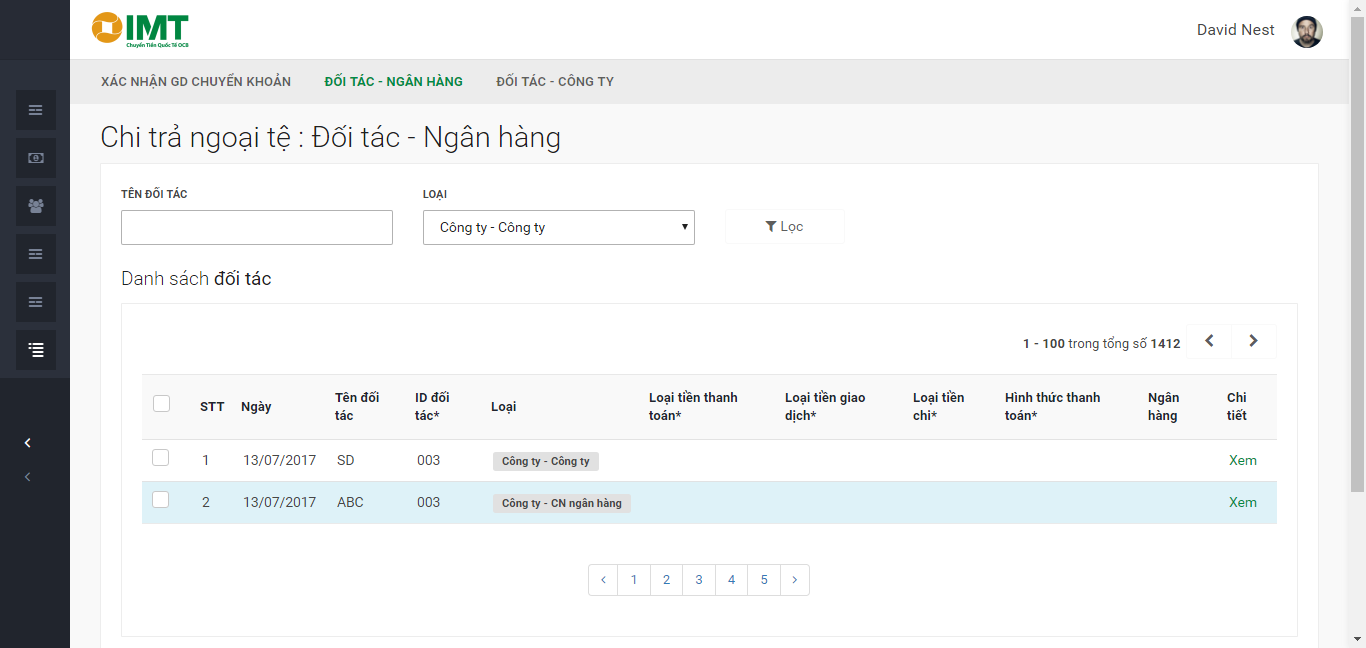 IMT
Chuyển Tiền Quốc Tế OCB
David Nest
XÁC NHẬN GD CHUYỂN KHOẢN ĐỐI TÁC - NGÂN HÀNG ĐỐI TÁC - CÔNG TY
Chi trả ngoại tệ : Đối tác - Ngân hàng
TÊN ĐỐI TÁC LOẠI
Công ty - Công ty Lọc
Danh sách đối tác
1 - 100 trong tổng số 1412
STT Ngày Tên đối tác ID đối tác* Loại Loại tiền thanh toán* Loại tiền giao dịch* Loại tiền chi* Hình thức thanh toán* Ngân hàng Chi tiết
1 13/07/2017 SD 003 Công ty - Công ty Xem
2 13/07/2017 ABC 003 Công ty - CN ngân hàng Xem
‹ 1 2 3 4 5 ›